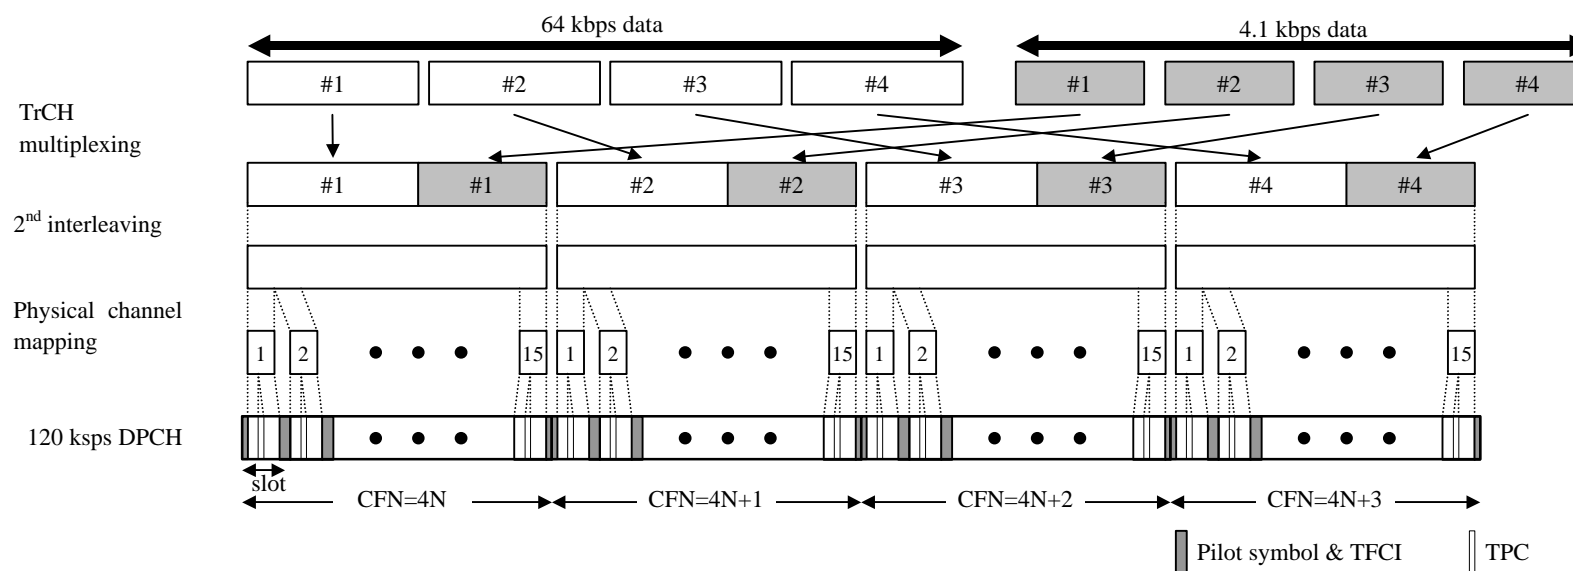 64 kbps data
4.1 kbps data
#1 #2 #3 #4 #1 #2 #3 #4
TrCH
multiplexing
#1 #1 #2 #2 #3 #3 #4 #4
2nd interleaving
Physical channel
mapping
1 2 15 1 2 15 1 2 15 1 2 15
120 ksps DPCH
slot
CFN=4N CFN=4N+1 CFN=4N+2 CFN=4N+3
Pilot symbol & TFCI TPC